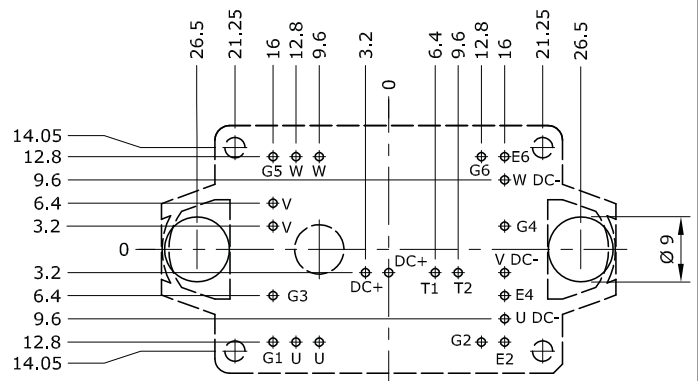 26.5 21.25 16 12.8 9.6 3.2 0 6.4 9.6 12.8 16 21.25 26.5
14.05
12.8 G5 W W G6 E6
9.6 W DC-
6.4 V
3.2 V G4
0 Ø 9
DC+ V DC-
3.2 DC+ T1 T2
6.4 G3 E4
9.6 U DC-
12.8 G1 U U G2 E2
14.05